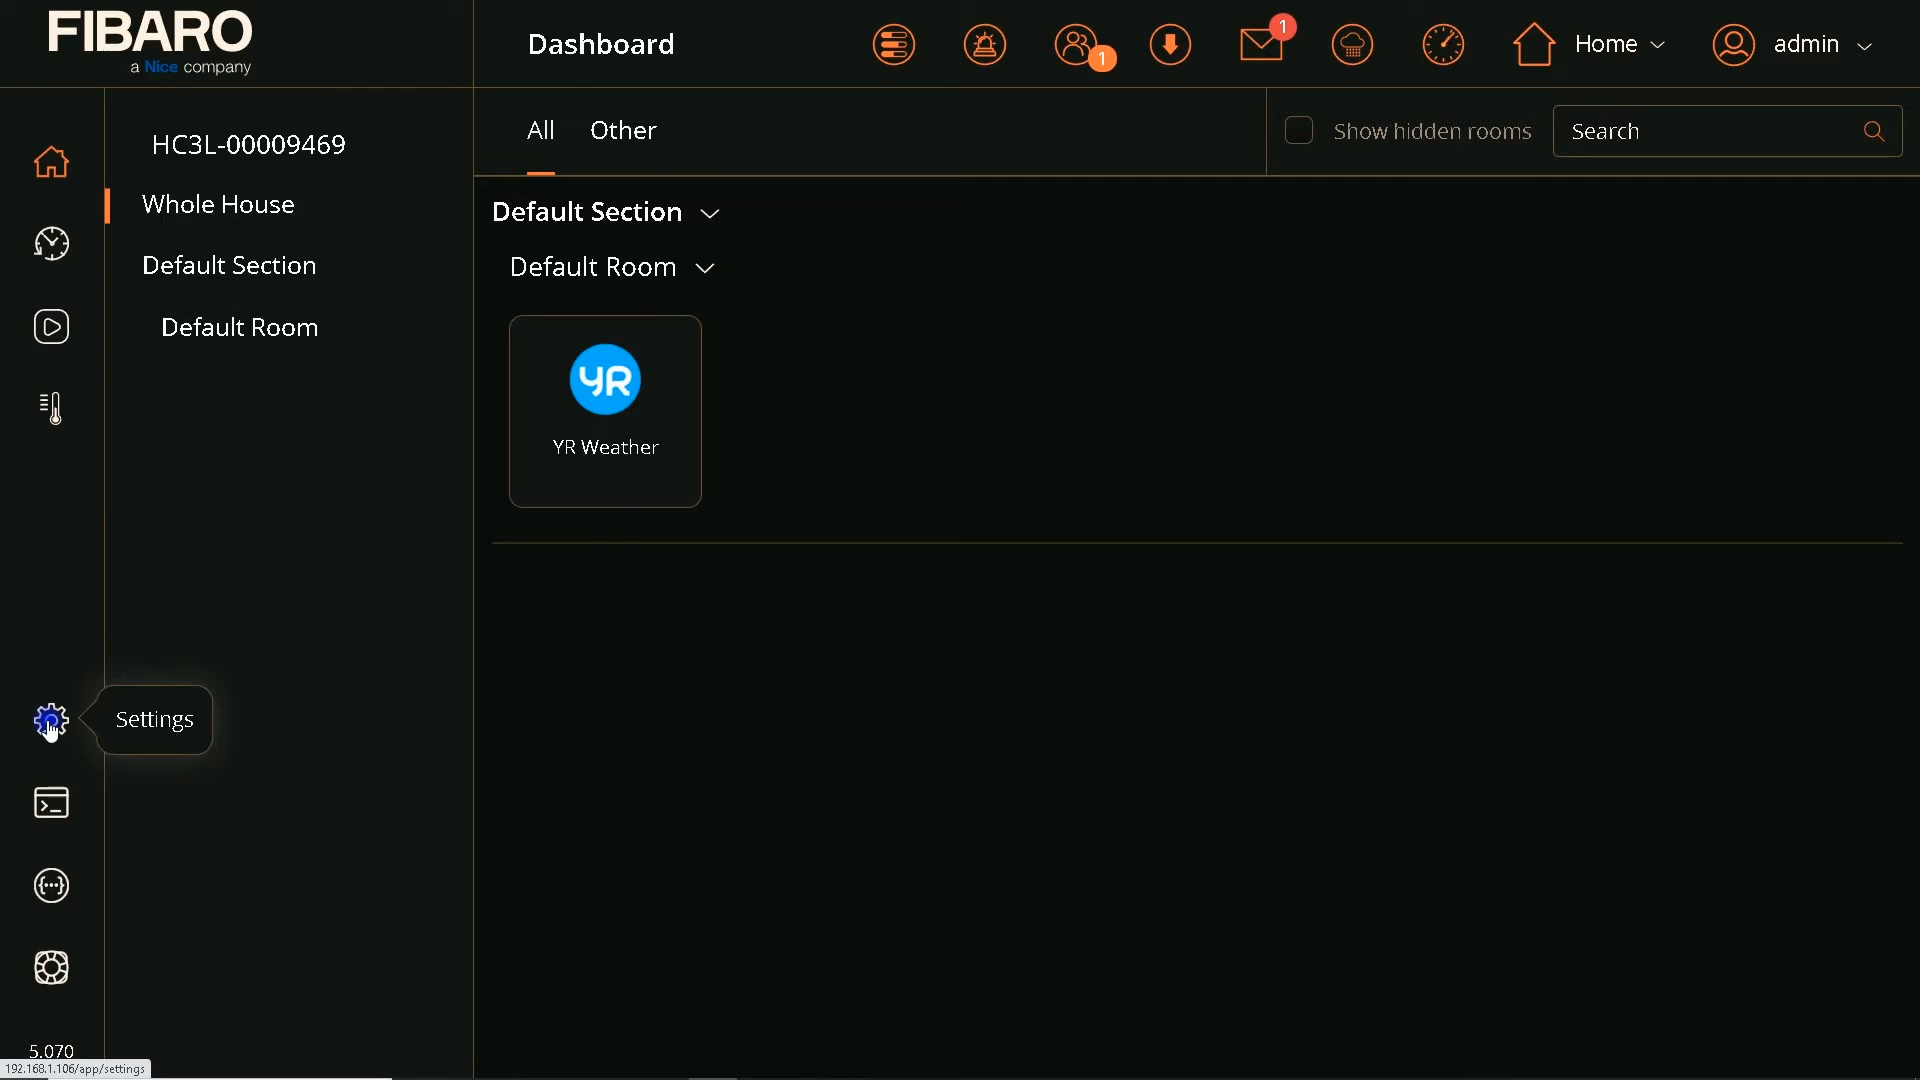 FIBARO
a Nice company
Dashboard
1
1
Home
admin
HC3L-00009469
Whole House
Default Section
Default Room
All
Other
Show hidden rooms
Search
Default Section
Default Room
YR
YR Weather
Settings
5.070
192.168.1.106/app/settings